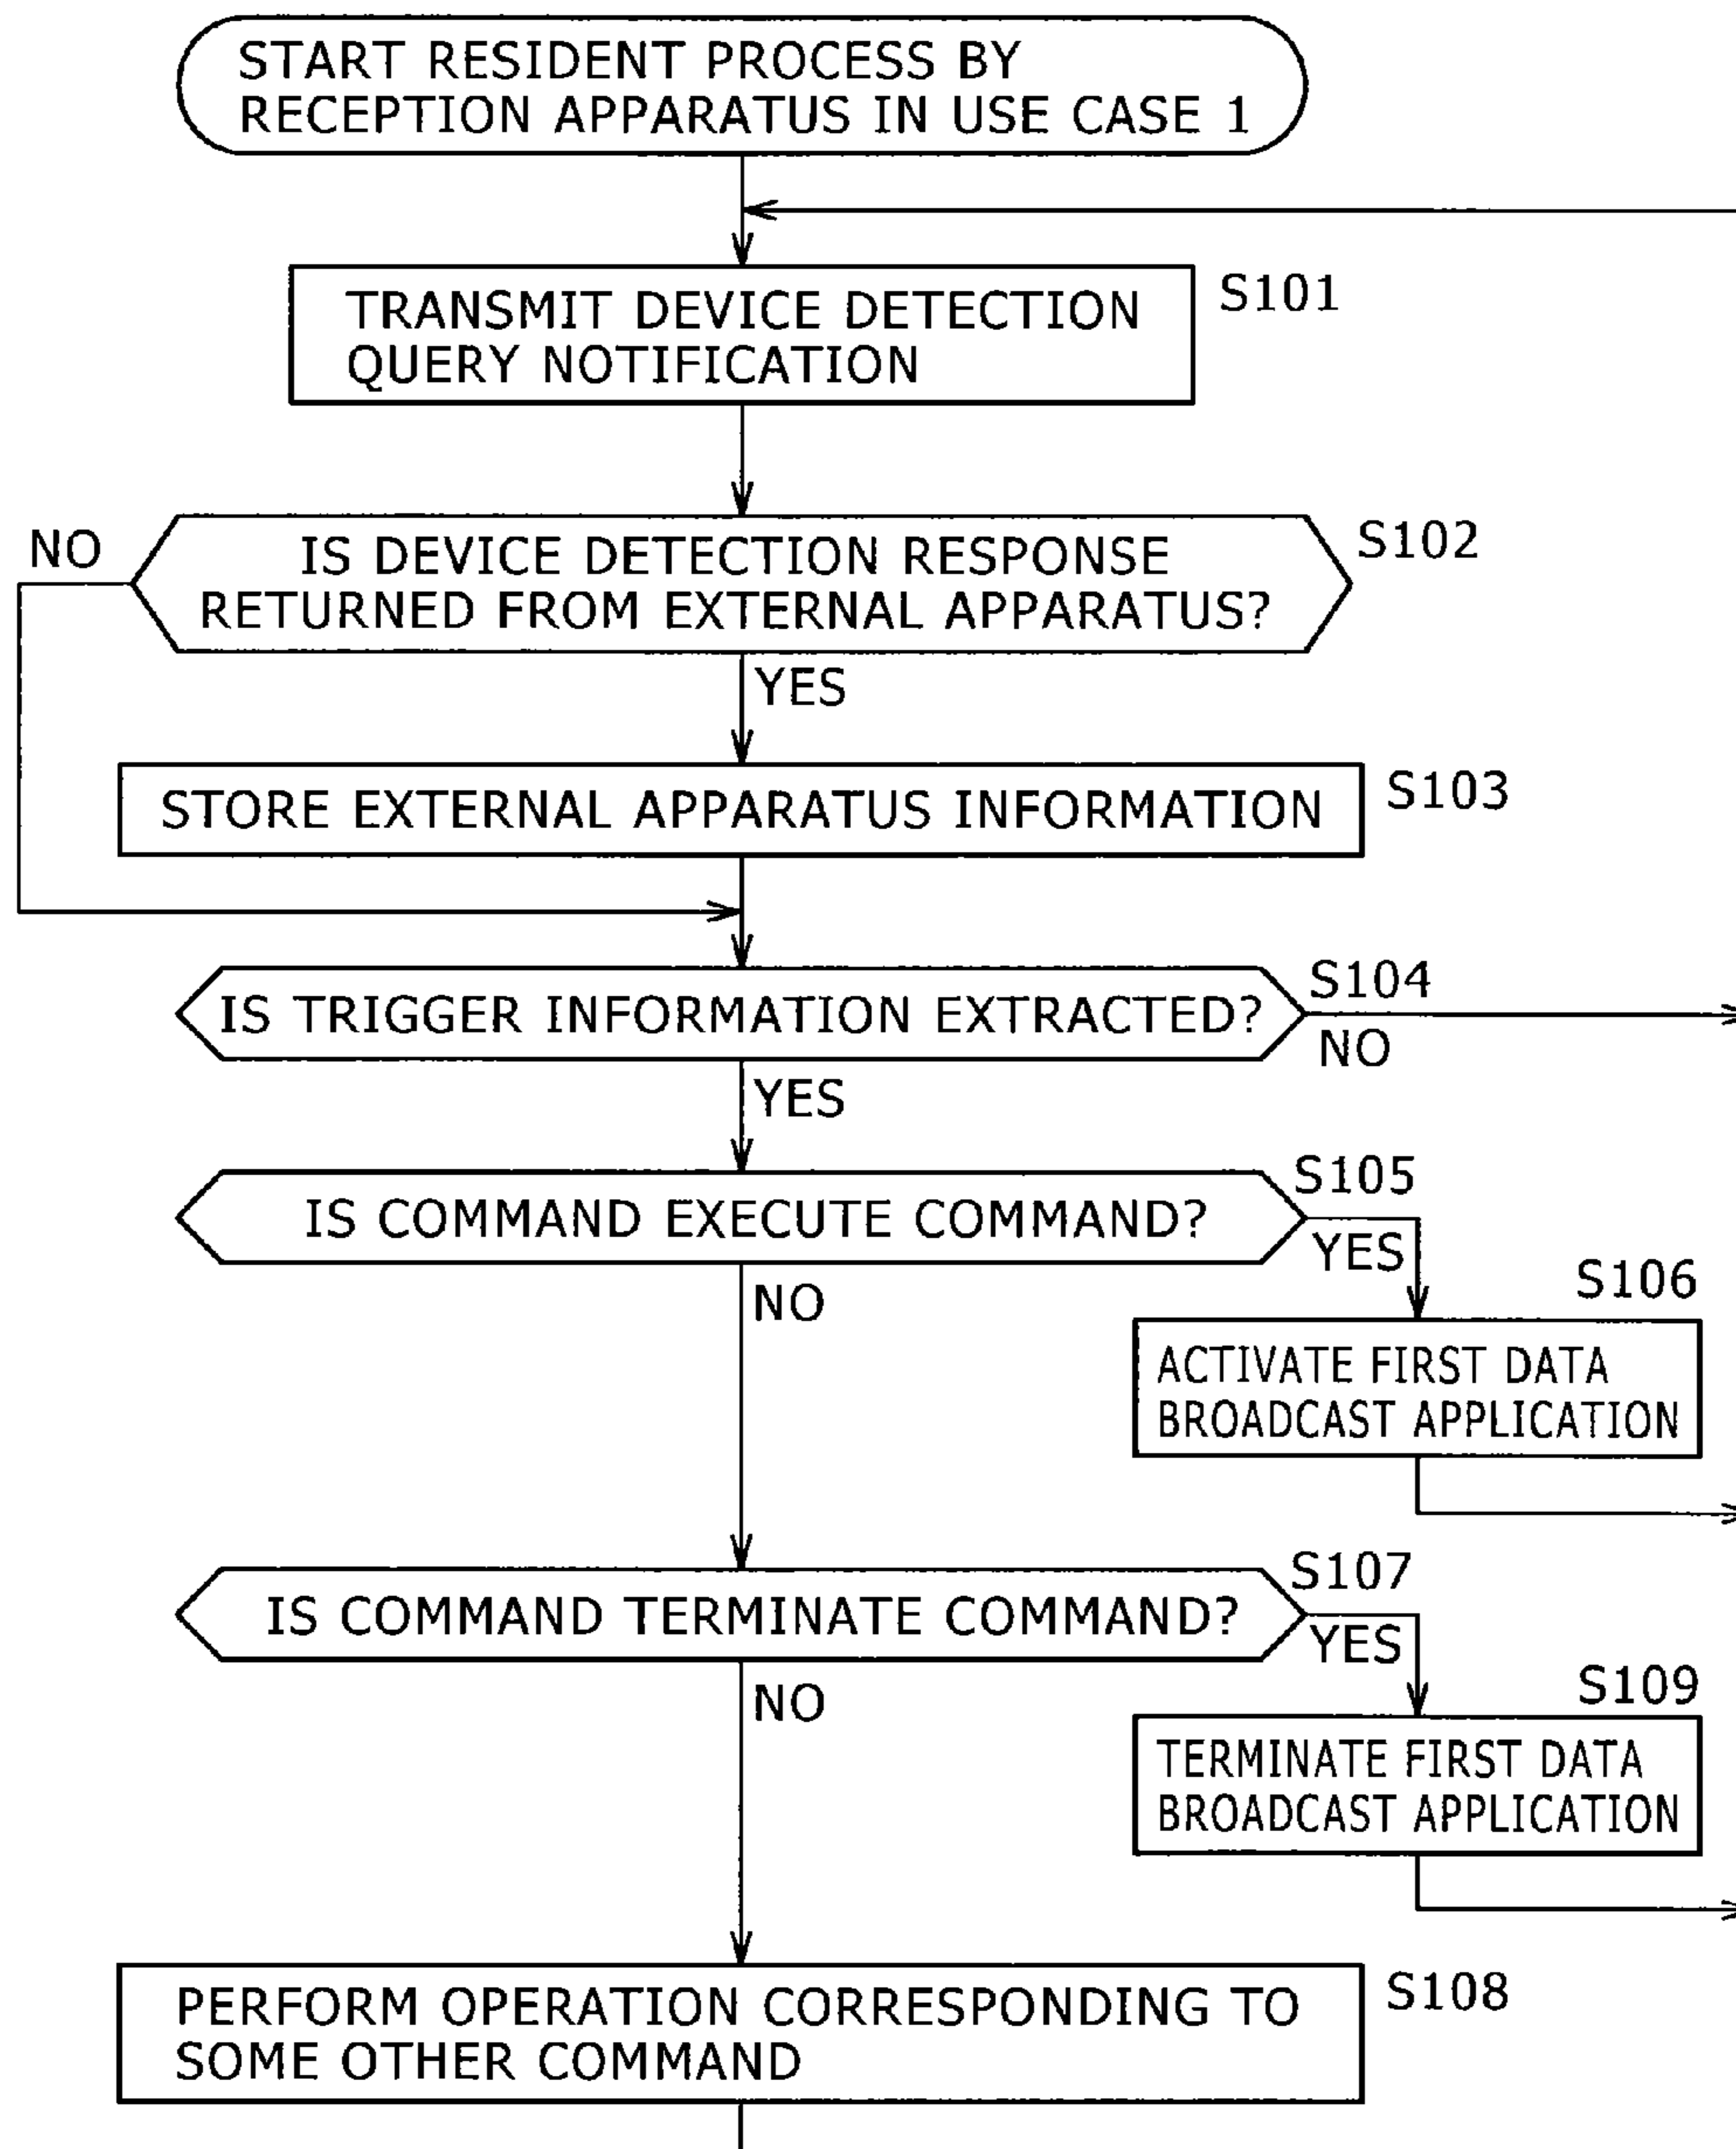 START RESIDENT PROCESS BY
RECEPTION APPARATUS IN USE CASE 1
TRANSMIT DEVICE DETECTION
QUERY NOTIFICATION
S101
NO
IS DEVICE DETECTION RESPONSE
RETURNED FROM EXTERNAL APPARATUS?
S102
YES
STORE EXTERNAL APPARATUS INFORMATION
S103
IS TRIGGER INFORMATION EXTRACTED?
S104
NO
YES
IS COMMAND EXECUTE COMMAND?
S105
YES
NO
S106
ACTIVATE FIRST DATA
BROADCAST APPLICATION
IS COMMAND TERMINATE COMMAND?
S107
YES
NO
S109
TERMINATE FIRST DATA
BROADCAST APPLICATION
PERFORM OPERATION CORRESPONDING TO
SOME OTHER COMMAND
S108